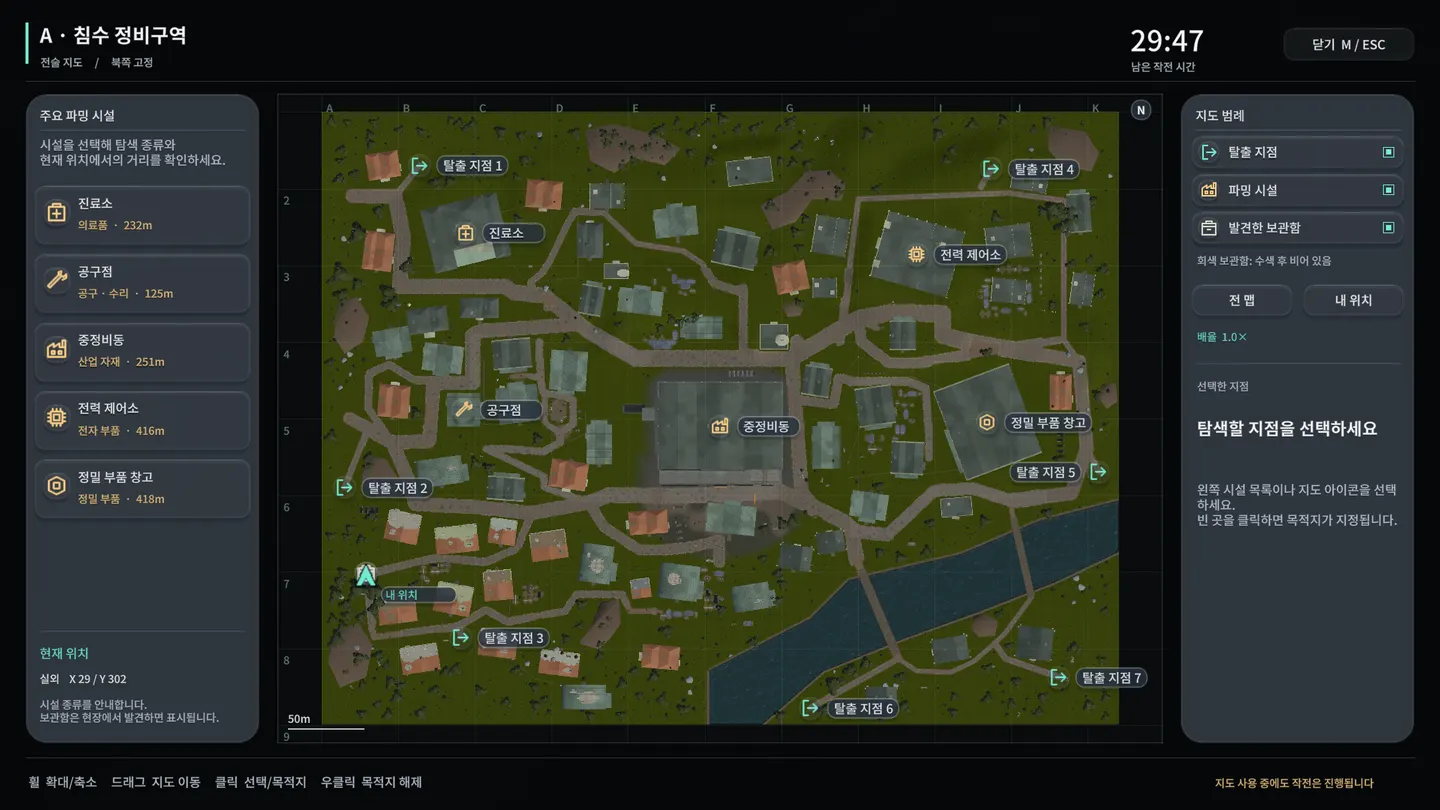 A · 침수 정비구역
전술 지도 / 북쪽 고정
29:47
남은 작전 시간
닫기 M / ESC
주요 파밍 시설
시설을 선택해 탐색 종류와
현재 위치에서의 거리를 확인하세요.
진료소
의료품 · 232m
공구점
공구 · 수리 · 125m
중정비동
산업 자재 · 251m
전력 제어소
전자 부품 · 416m
정밀 부품 창고
정밀 부품 · 418m
현재 위치
실외 X 29 / Y 302
시설 종류를 안내합니다.
보관함은 현장에서 발견하면 표시됩니다.
A B C D E F G H I J K
N
2
3
4
5
6
7
8
9
탈출 지점 1
탈출 지점 4
진료소
전력 제어소
공구점
중정비동
정밀 부품 창고
탈출 지점 5
탈출 지점 2
내 위치
탈출 지점 3
탈출 지점 7
탈출 지점 6
50m
지도 범례
탈출 지점
파밍 시설
발견한 보관함
회색 보관함: 수색 후 비어 있음
전 맵
내 위치
배율 1.0×
선택한 지점
탐색할 지점을 선택하세요
왼쪽 시설 목록이나 지도 아이콘을 선택
하세요.
빈 곳을 클릭하면 목적지가 지정됩니다.
휠 확대/축소 드래그 지도 이동 클릭 선택/목적지 우클릭 목적지 해제
지도 사용 중에도 작전은 진행됩니다